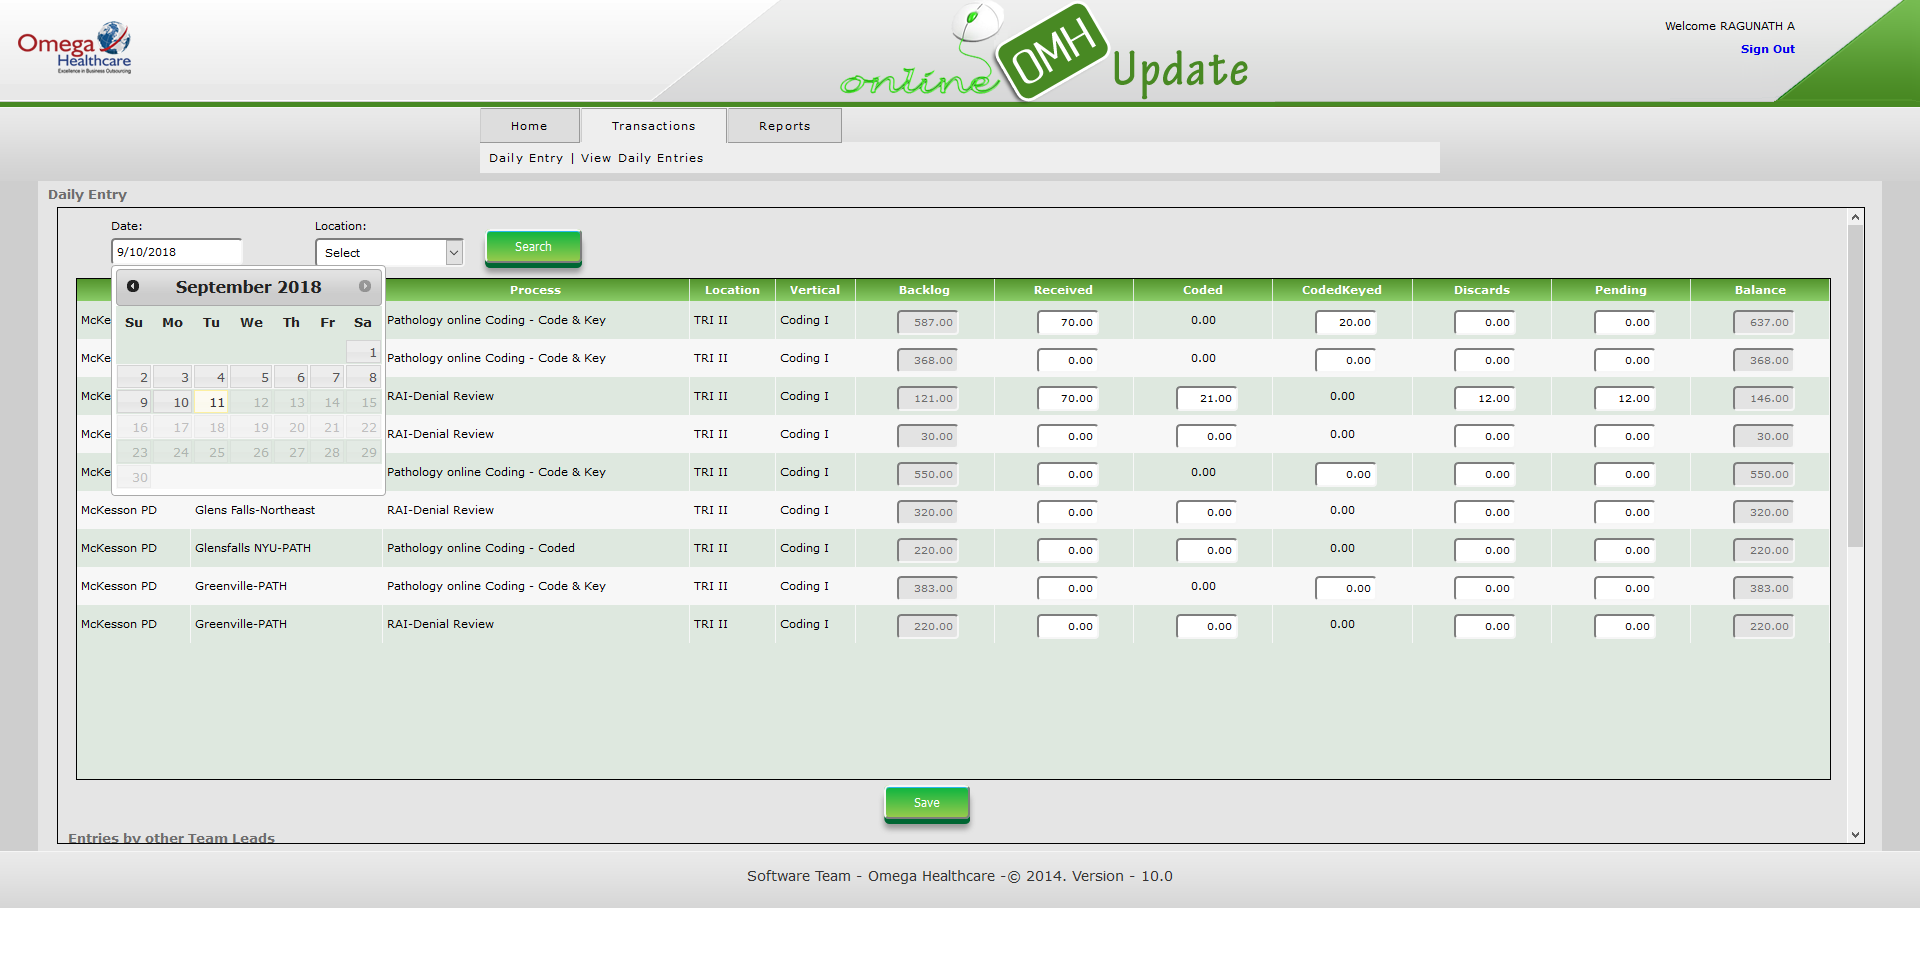 Omega
Healthcare
Excellence in Business Outsourcing
online OMH Update
Welcome RAGUNATH A
Sign Out
Home Transactions Reports
Daily Entry | View Daily Entries
Daily Entry
Date: Location:
9/10/2018 Select Search
September 2018
Su Mo Tu We Th Fr Sa
1
2 3 4 5 6 7 8
9 10 11 12 13 14 15
16 17 18 19 20 21 22
23 24 25 26 27 28 29
30
Process Location Vertical Backlog Received Coded CodedKeyed Discards Pending Balance
McKe Pathology online Coding - Code & Key TRI II Coding I 587.00 70.00 0.00 20.00 0.00 0.00 637.00
McKe Pathology online Coding - Code & Key TRI II Coding I 368.00 0.00 0.00 0.00 0.00 0.00 368.00
McKe RAI-Denial Review TRI II Coding I 121.00 70.00 21.00 0.00 12.00 12.00 146.00
McKe RAI-Denial Review TRI II Coding I 30.00 0.00 0.00 0.00 0.00 0.00 30.00
McKe Pathology online Coding - Code & Key TRI II Coding I 550.00 0.00 0.00 0.00 0.00 0.00 550.00
McKesson PD Glens Falls-Northeast RAI-Denial Review TRI II Coding I 320.00 0.00 0.00 0.00 0.00 0.00 320.00
McKesson PD Glensfalls NYU-PATH Pathology online Coding - Coded TRI II Coding I 220.00 0.00 0.00 0.00 0.00 0.00 220.00
McKesson PD Greenville-PATH Pathology online Coding - Code & Key TRI II Coding I 383.00 0.00 0.00 0.00 0.00 0.00 383.00
McKesson PD Greenville-PATH RAI-Denial Review TRI II Coding I 220.00 0.00 0.00 0.00 0.00 0.00 220.00
Save
Entries by other Team Leads
Software Team - Omega Healthcare -© 2014. Version - 10.0